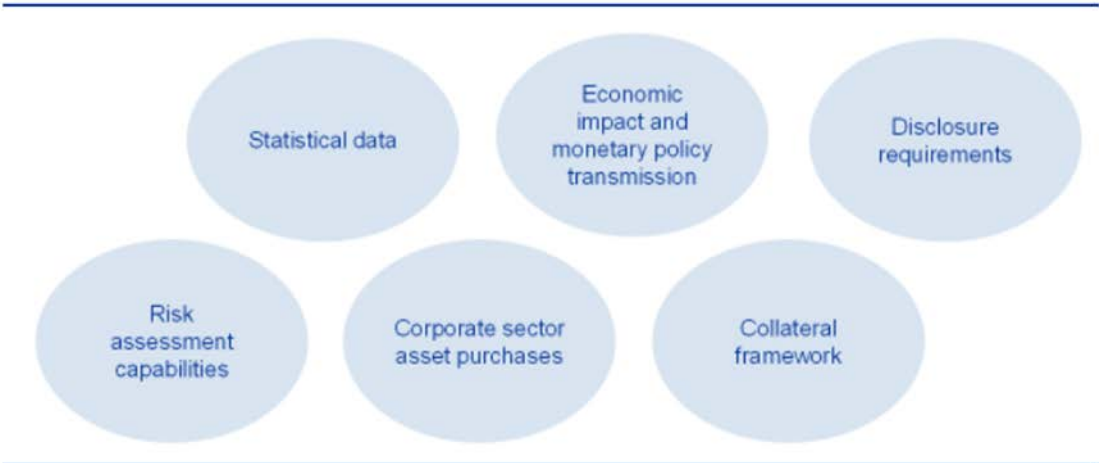 Statistical data
Economic
impact and
monetary policy
transmission
Disclosure
requirements
Risk
assessment
capabilities
Corporate sector
asset purchases
Collateral
framework